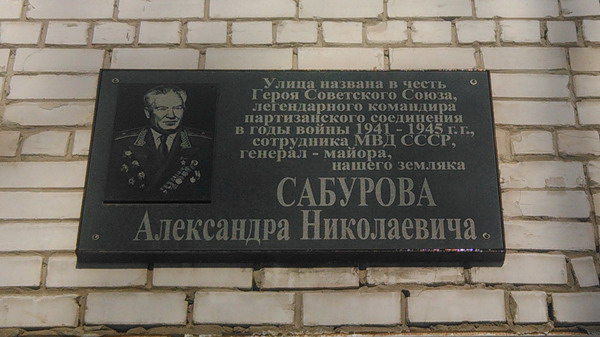 Улица названа в честь
Героя Советского Союза,
легендарного командира
партизанского соединения
в годы войны 1941 - 1945 г.г.,
сотрудника МВД СССР,
генерал - майора,
нашего земляка
САБУРОВА
Александра Николаевича